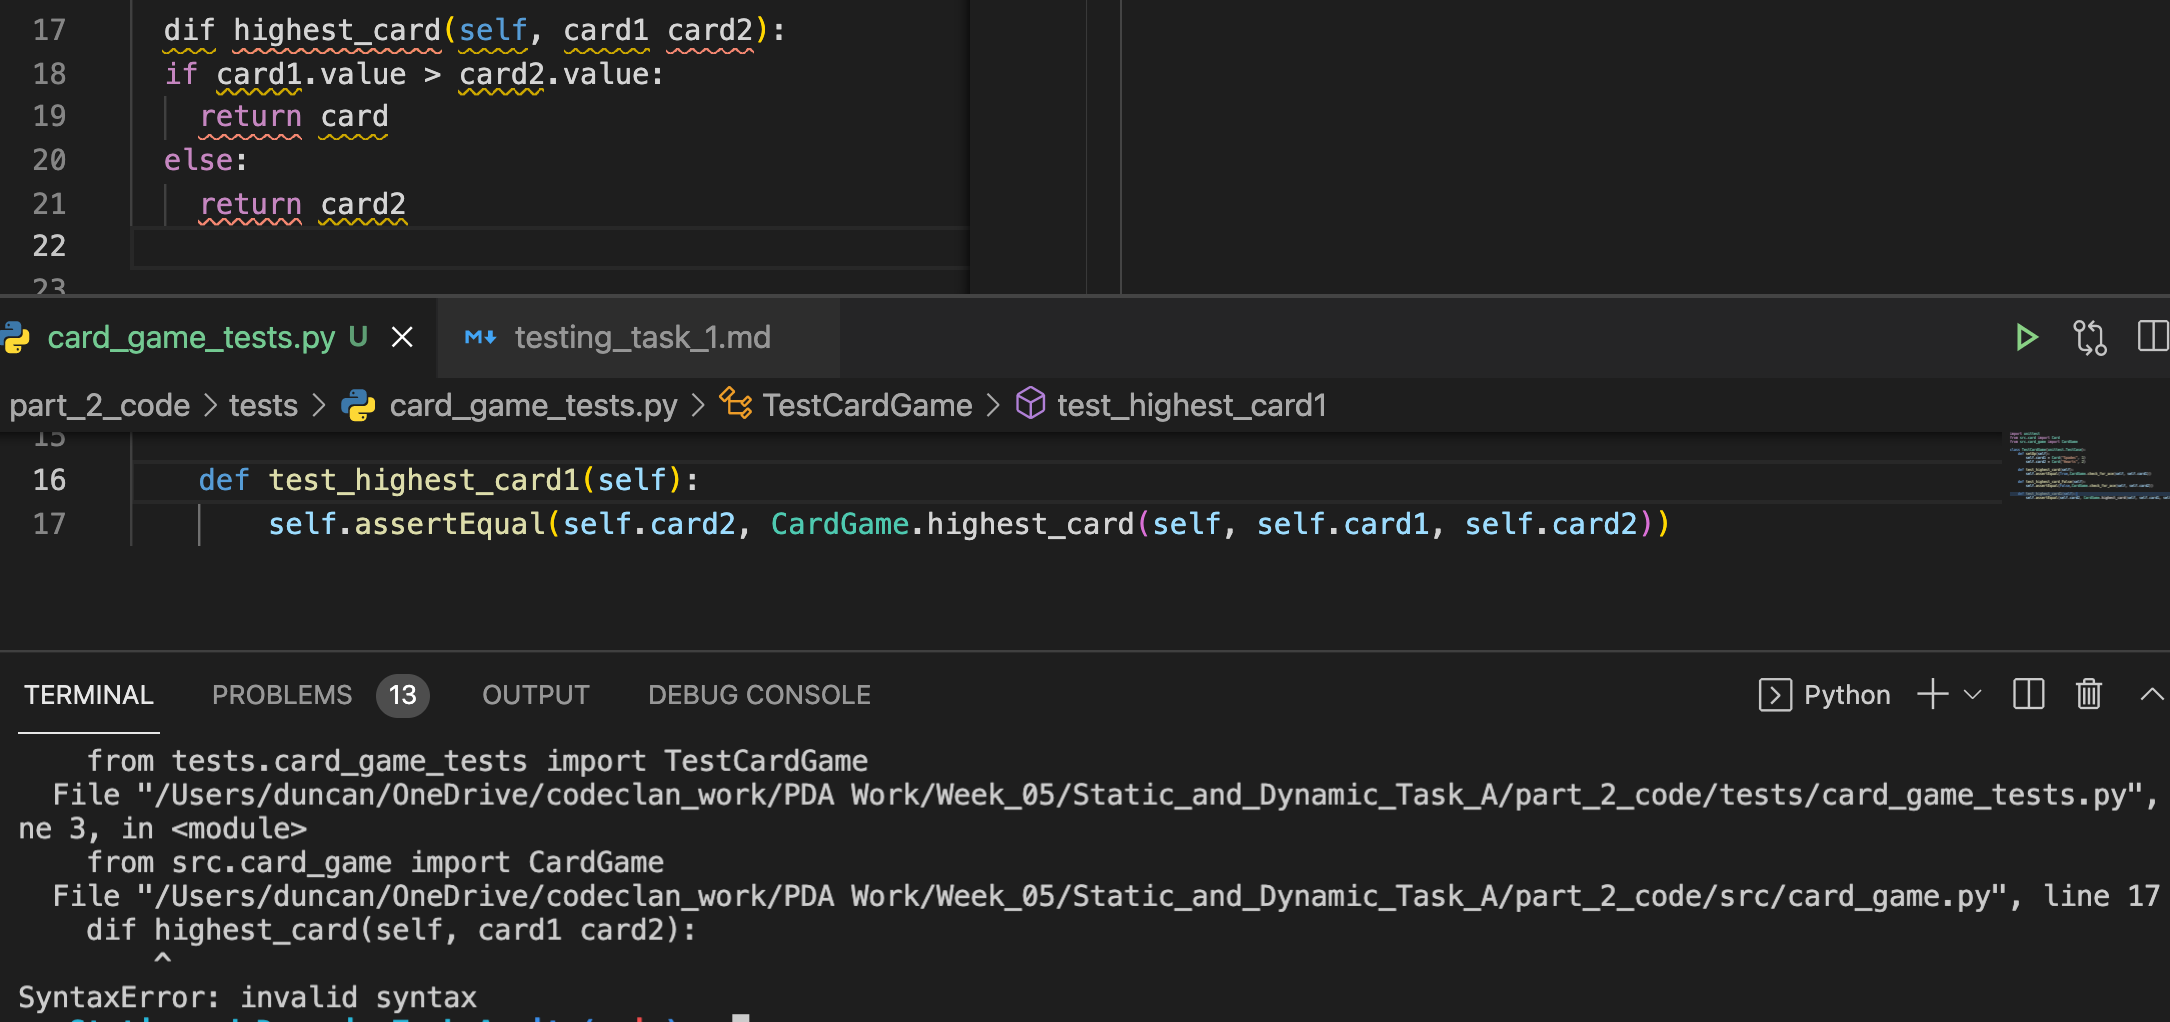 17 dif highest_card(self, card1 card2):
18 if card1.value > card2.value:
19 return card
20 else:
21 return card2
22
23
card_game_tests.py U testing_task_1.md
part_2_code > tests > card_game_tests.py > TestCardGame > test_highest_card1
15
16 def test_highest_card1(self):
17 self.assertEqual(self.card2, CardGame.highest_card(self, self.card1, self.card2))
TERMINAL PROBLEMS 13 OUTPUT DEBUG CONSOLE Python
from tests.card_game_tests import TestCardGame
File "/Users/duncan/OneDrive/codeclan_work/PDA Work/Week_05/Static_and_Dynamic_Task_A/part_2_code/tests/card_game_tests.py",
ne 3, in <module>
from src.card_game import CardGame
File "/Users/duncan/OneDrive/codeclan_work/PDA Work/Week_05/Static_and_Dynamic_Task_A/part_2_code/src/card_game.py", line 17
dif highest_card(self, card1 card2):
^
SyntaxError: invalid syntax